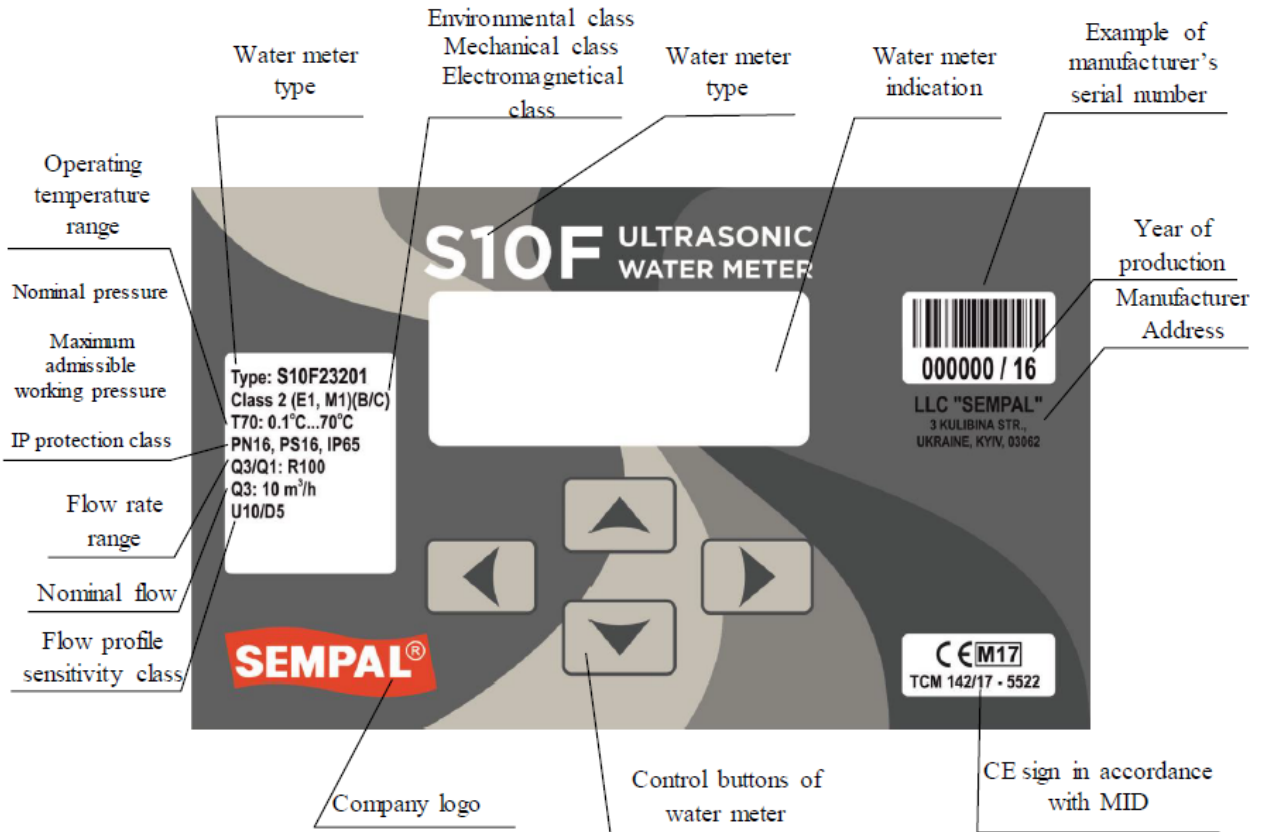 Water meter
type
Environmental class
Mechanical class
Electromagnetical
class
Water meter
type
Water meter
indication
Example of
manufacturer's
serial number
Operating
temperature
range
Nominal pressure
Maximum
admissible
working pressure
IP protection class
Flow rate
range
Nominal flow
Flow profile
sensitivity class
S10F ULTRASONIC
WATER METER
Type: S10F23201
Class 2 (E1, M1)(B/C)
T70: 0.1°C...70°C
PN16, PS16, IP65
Q3/Q1: R100
Q3: 10 m³/h
U10/D5
SEMPAL®
000000 / 16
LLC "SEMPAL"
3 KULIBINA STR.,
UKRAINE, KYIV, 03062
Year of
production
Manufacturer
Address
CE M17
TCM 142/17 - 5522
Company logo
Control buttons of
water meter
CE sign in accordance
with MID